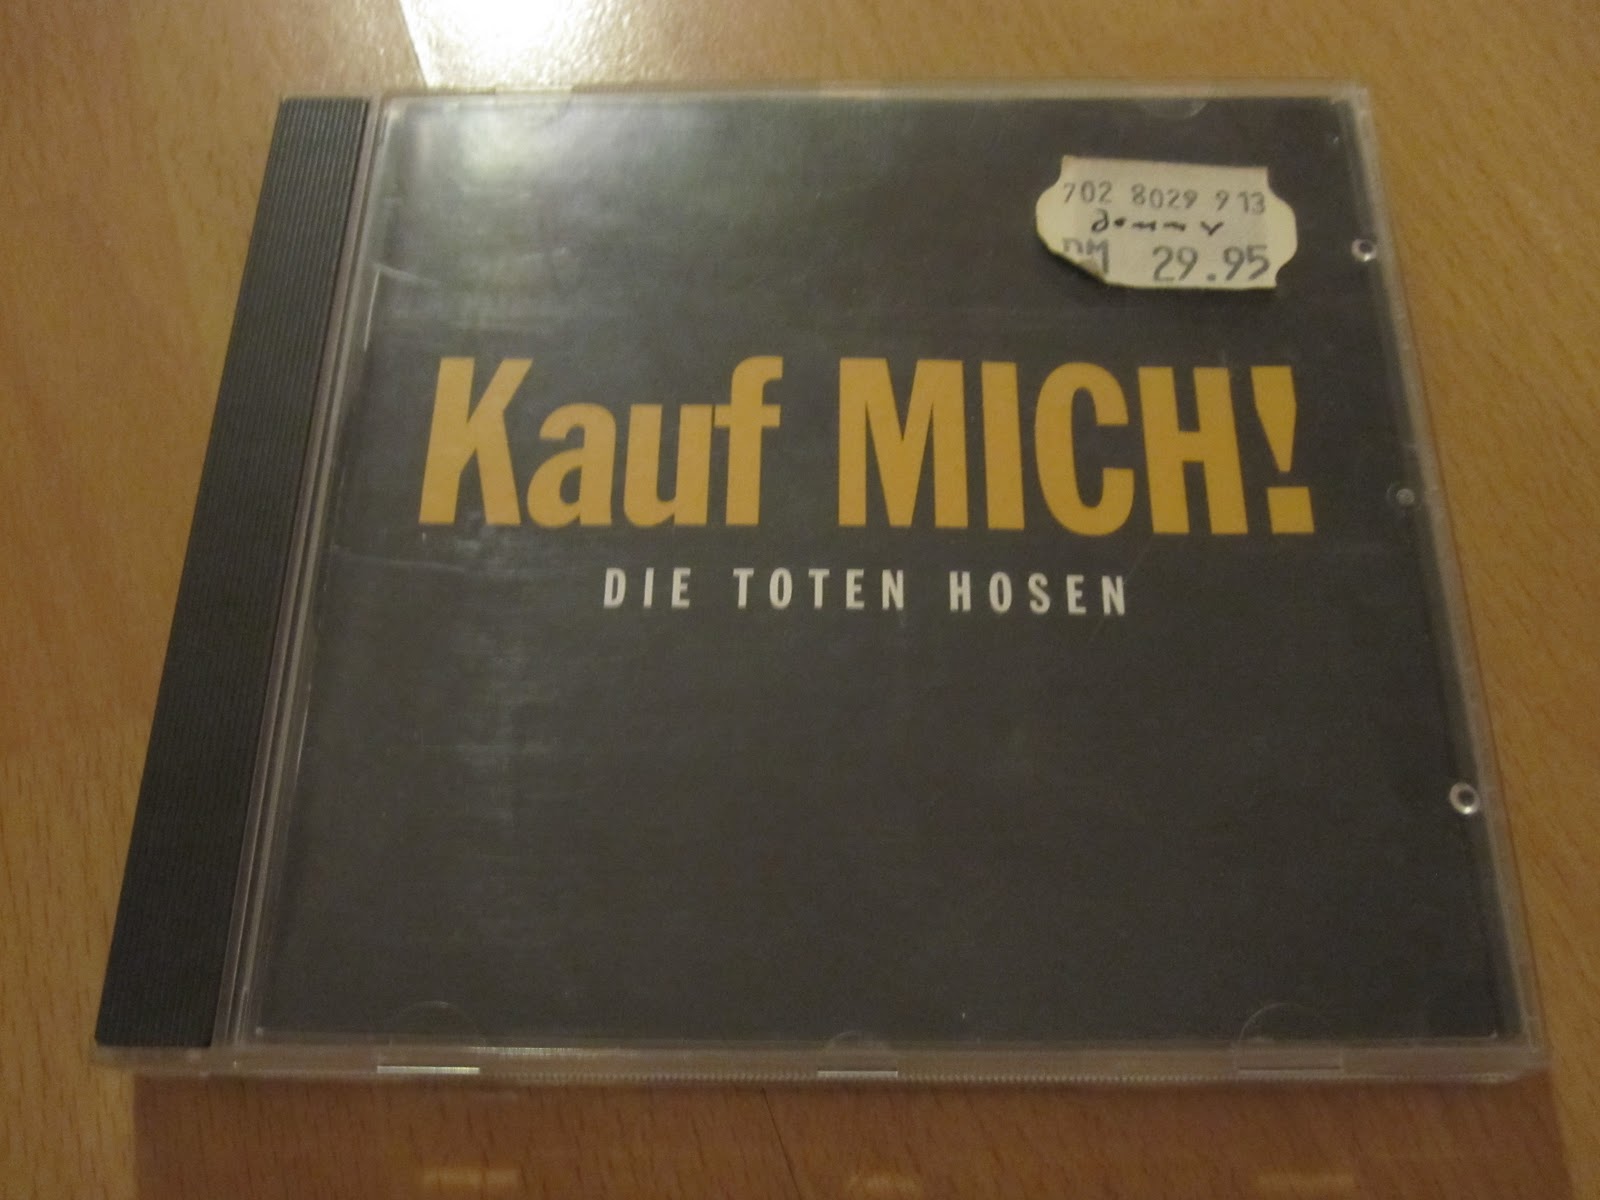 702 8029 913
DM 29.95
Kauf MICH!
DIE TOTEN HOSEN